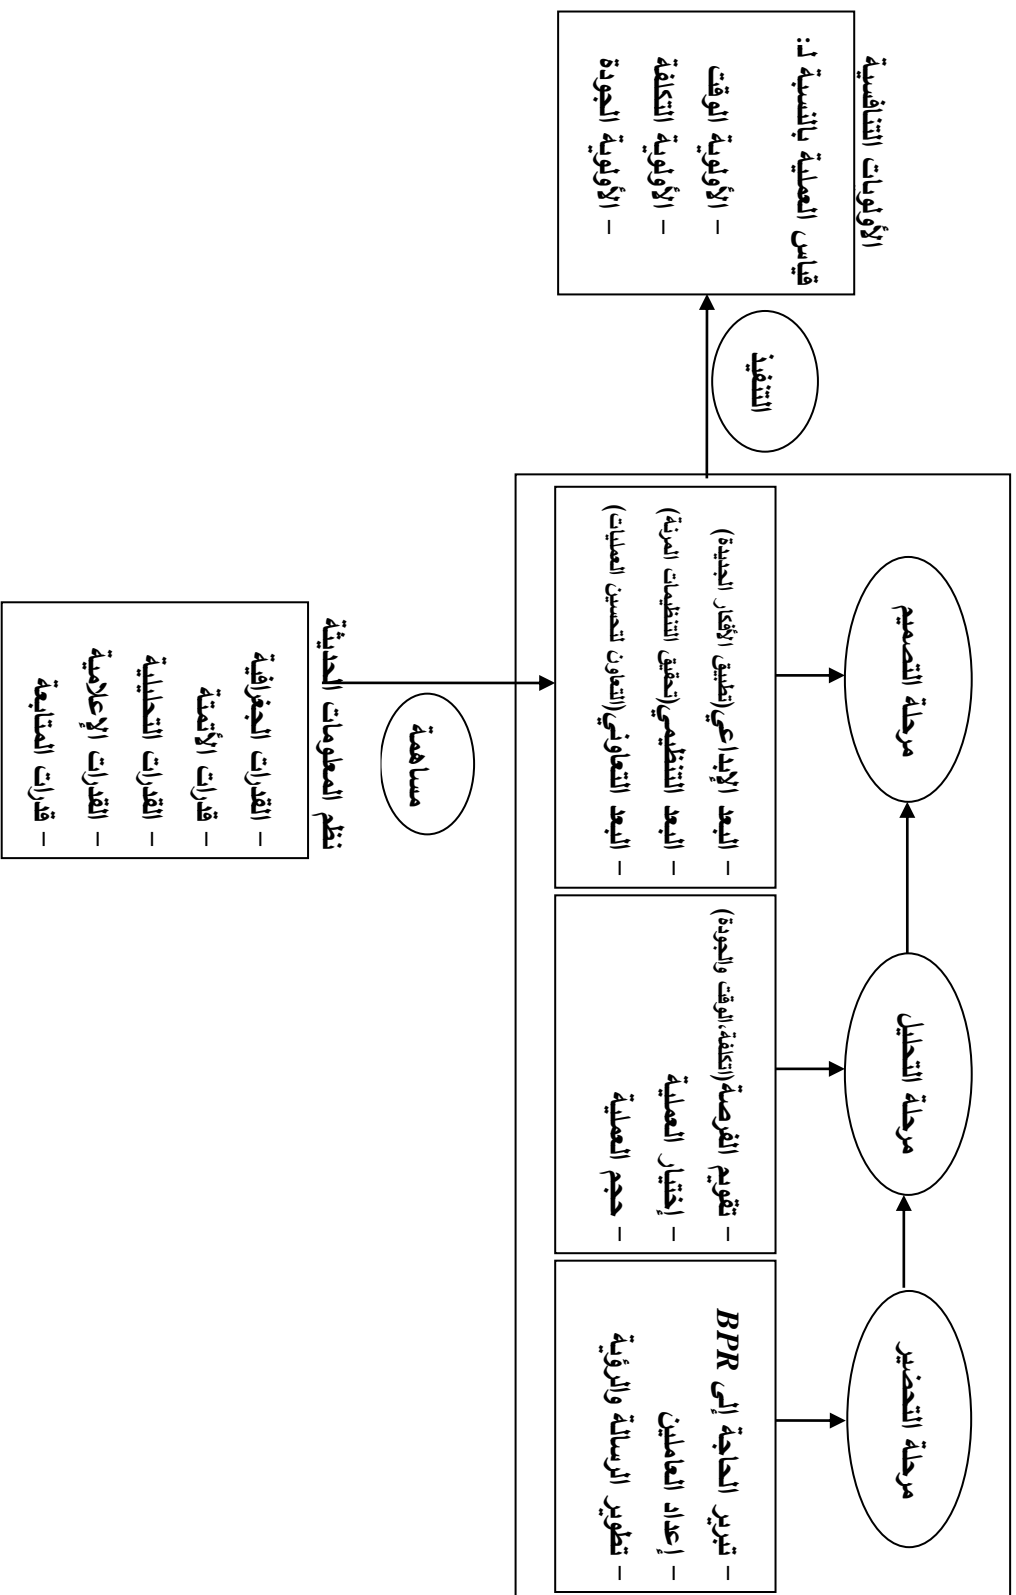 مرحلة التحضير
مرحلة التحليل
مرحلة التصميم
– تبرير الحاجة إلى BPR
– إعداد العاملين
– تطوير الرسالة والرؤية
– تقويم الفرصة(اتكلفة،الوقت والجودة)
– إختيار العملية
– حجم العملية
– البعد الإبداعي(تطبيق الأفكار الجديدة)
– البعد التنظيمي(تحقيق التنظيمات المرنة)
– البعد التعاوني(التعاون لتحسين العمليات)
التنفيذ
الأولويات التنافسية
قياس العملية بالنسبة لـ:
– الأولوية الوقت
– الأولوية التكلفة
– الأولوية الجودة
مساهمة
نظم المعلومات الحديثة
– القدرات الجغرافية
– قدرات الأتمتة
– القدرات التحليلية
– القدرات الإعلامية
– قدرات المتابعة